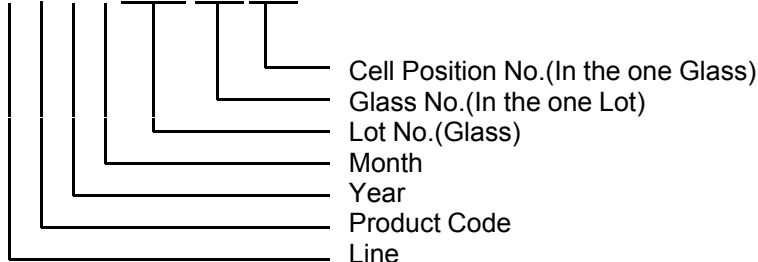 Cell Position No.(In the one Glass)
Glass No.(In the one Lot)
Lot No.(Glass)
Month
Year
Product Code
Line